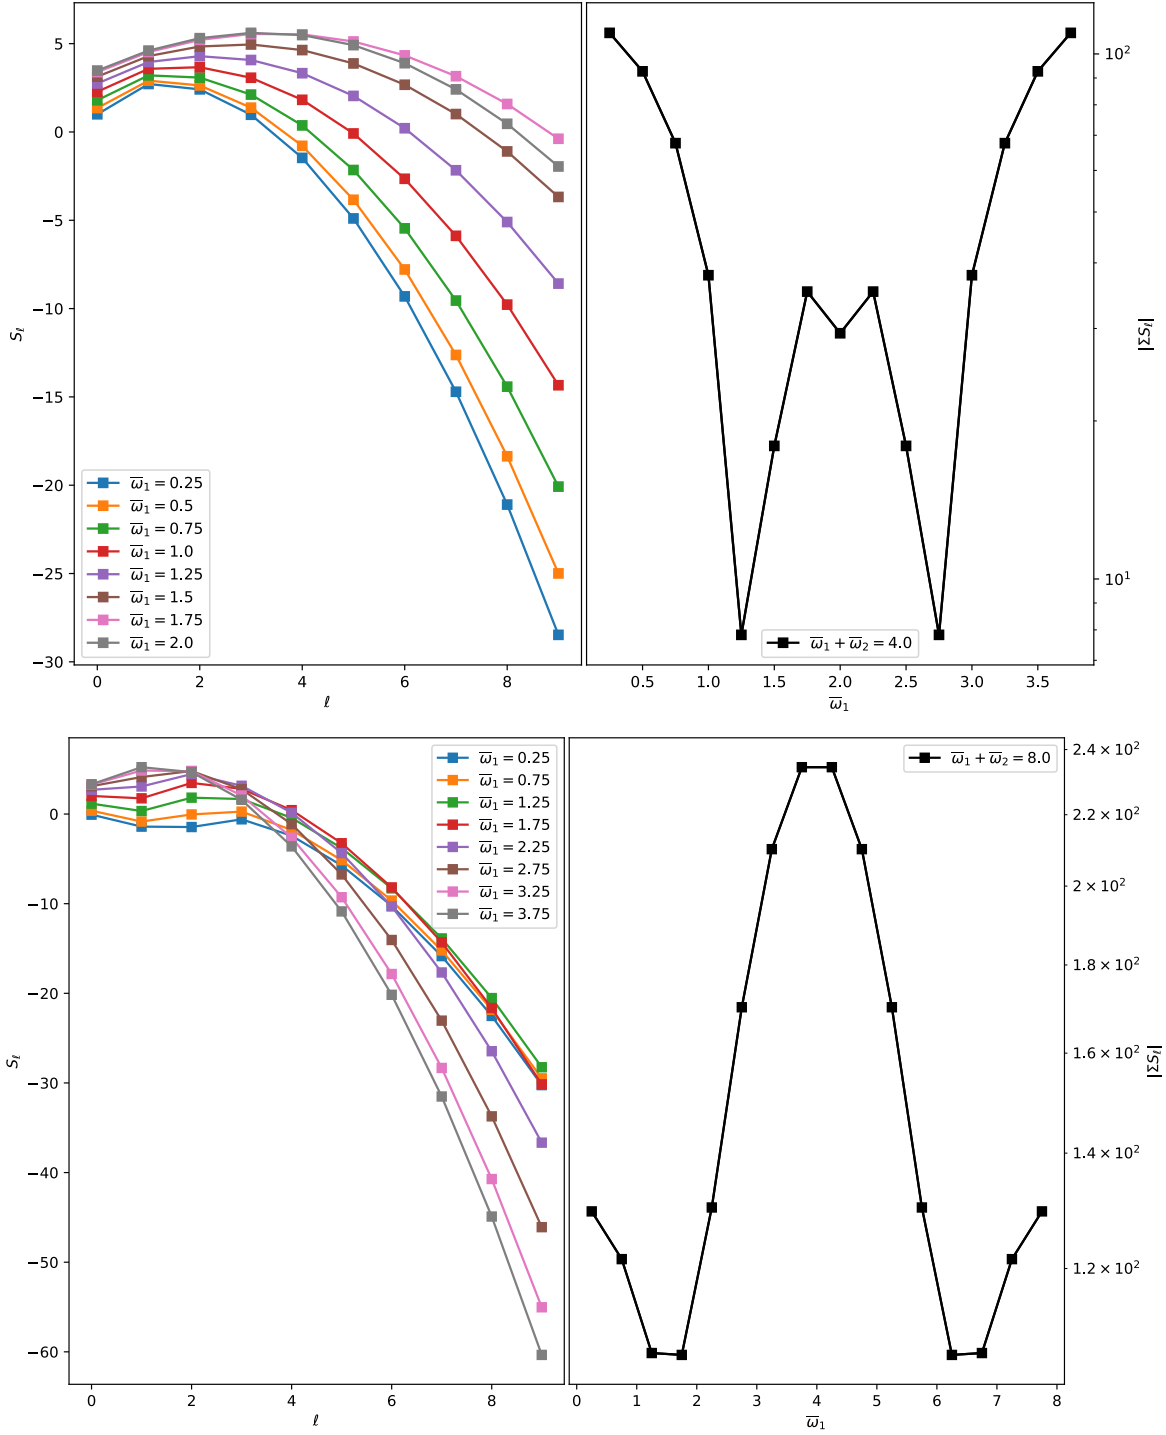 5
0
−5
−10
−15
−20
−25
−30
S_ℓ
0 2 4 6 8
ℓ
ω̅₁ = 0.25
ω̅₁ = 0.5
ω̅₁ = 0.75
ω̅₁ = 1.0
ω̅₁ = 1.25
ω̅₁ = 1.5
ω̅₁ = 1.75
ω̅₁ = 2.0
10²
10¹
|ΣS_ℓ|
ω̅₁ + ω̅₂ = 4.0
0.5 1.0 1.5 2.0 2.5 3.0 3.5
ω̅₁
0
−10
−20
−30
−40
−50
−60
S_ℓ
0 2 4 6 8
ℓ
ω̅₁ = 0.25
ω̅₁ = 0.75
ω̅₁ = 1.25
ω̅₁ = 1.75
ω̅₁ = 2.25
ω̅₁ = 2.75
ω̅₁ = 3.25
ω̅₁ = 3.75
ω̅₁ + ω̅₂ = 8.0
2.4 × 10²
2.2 × 10²
2 × 10²
1.8 × 10²
1.6 × 10²
1.4 × 10²
1.2 × 10²
|ΣS_ℓ|
0 1 2 3 4 5 6 7 8
ω̅₁